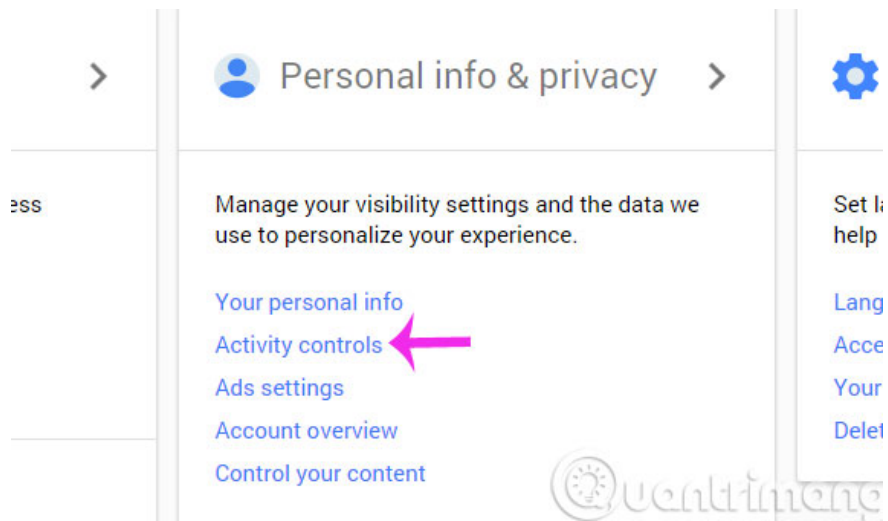 Personal info & privacy
ess
Manage your visibility settings and the data we
use to personalize your experience.
Your personal info
Activity controls
Ads settings
Account overview
Control your content
Set la
help
Lang
Acce
Your
Delet
Quantrimang